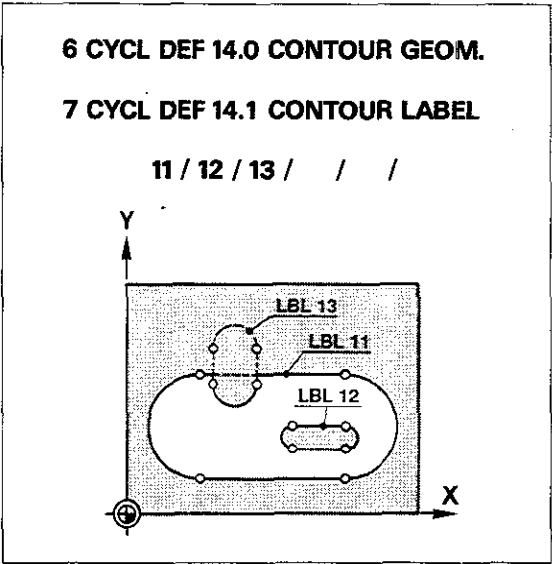 6 CYCL DEF 14.0 CONTOUR GEOM.
7 CYCL DEF 14.1 CONTOUR LABEL
11 / 12 / 13 / / /
Y
LBL 13
LBL 11
LBL 12
X